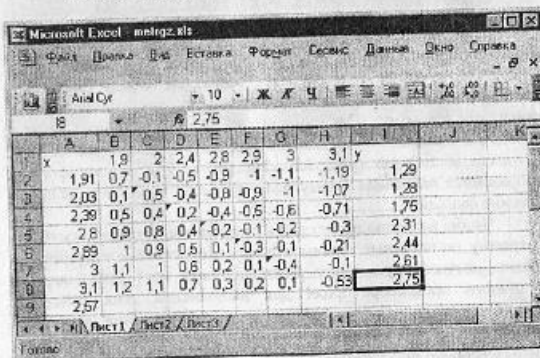 Microsoft Excel - melrgz.xls
Файл Правка Вид Вставка Формат Сервис Данные Окно Справка
Arial Cyr 10 Ж К Ч
I8 fx 2,75
A B C D E F G H I J K
1 x 1,9 2 2,4 2,8 2,9 3 3,1 y
2 1,91 0,7 -0,1 -0,5 -0,9 -1 -1,1 -1,19 1,29
3 2,03 0,1 0,5 -0,4 -0,8 -0,9 -1 -1,07 1,28
4 2,39 0,5 0,4 0,2 -0,4 -0,5 -0,6 -0,71 1,75
5 2,8 0,9 0,8 0,4 -0,2 -0,1 -0,2 -0,3 2,31
6 2,89 1 0,9 0,5 0,1 -0,3 -0,1 -0,21 2,44
7 3 1,1 1 0,6 0,2 0,1 -0,4 -0,1 2,61
8 3,1 1,2 1,1 0,7 0,3 0,2 0,1 -0,53 2,75
9 2,57
Лист1 Лист2 Лист3
Готово